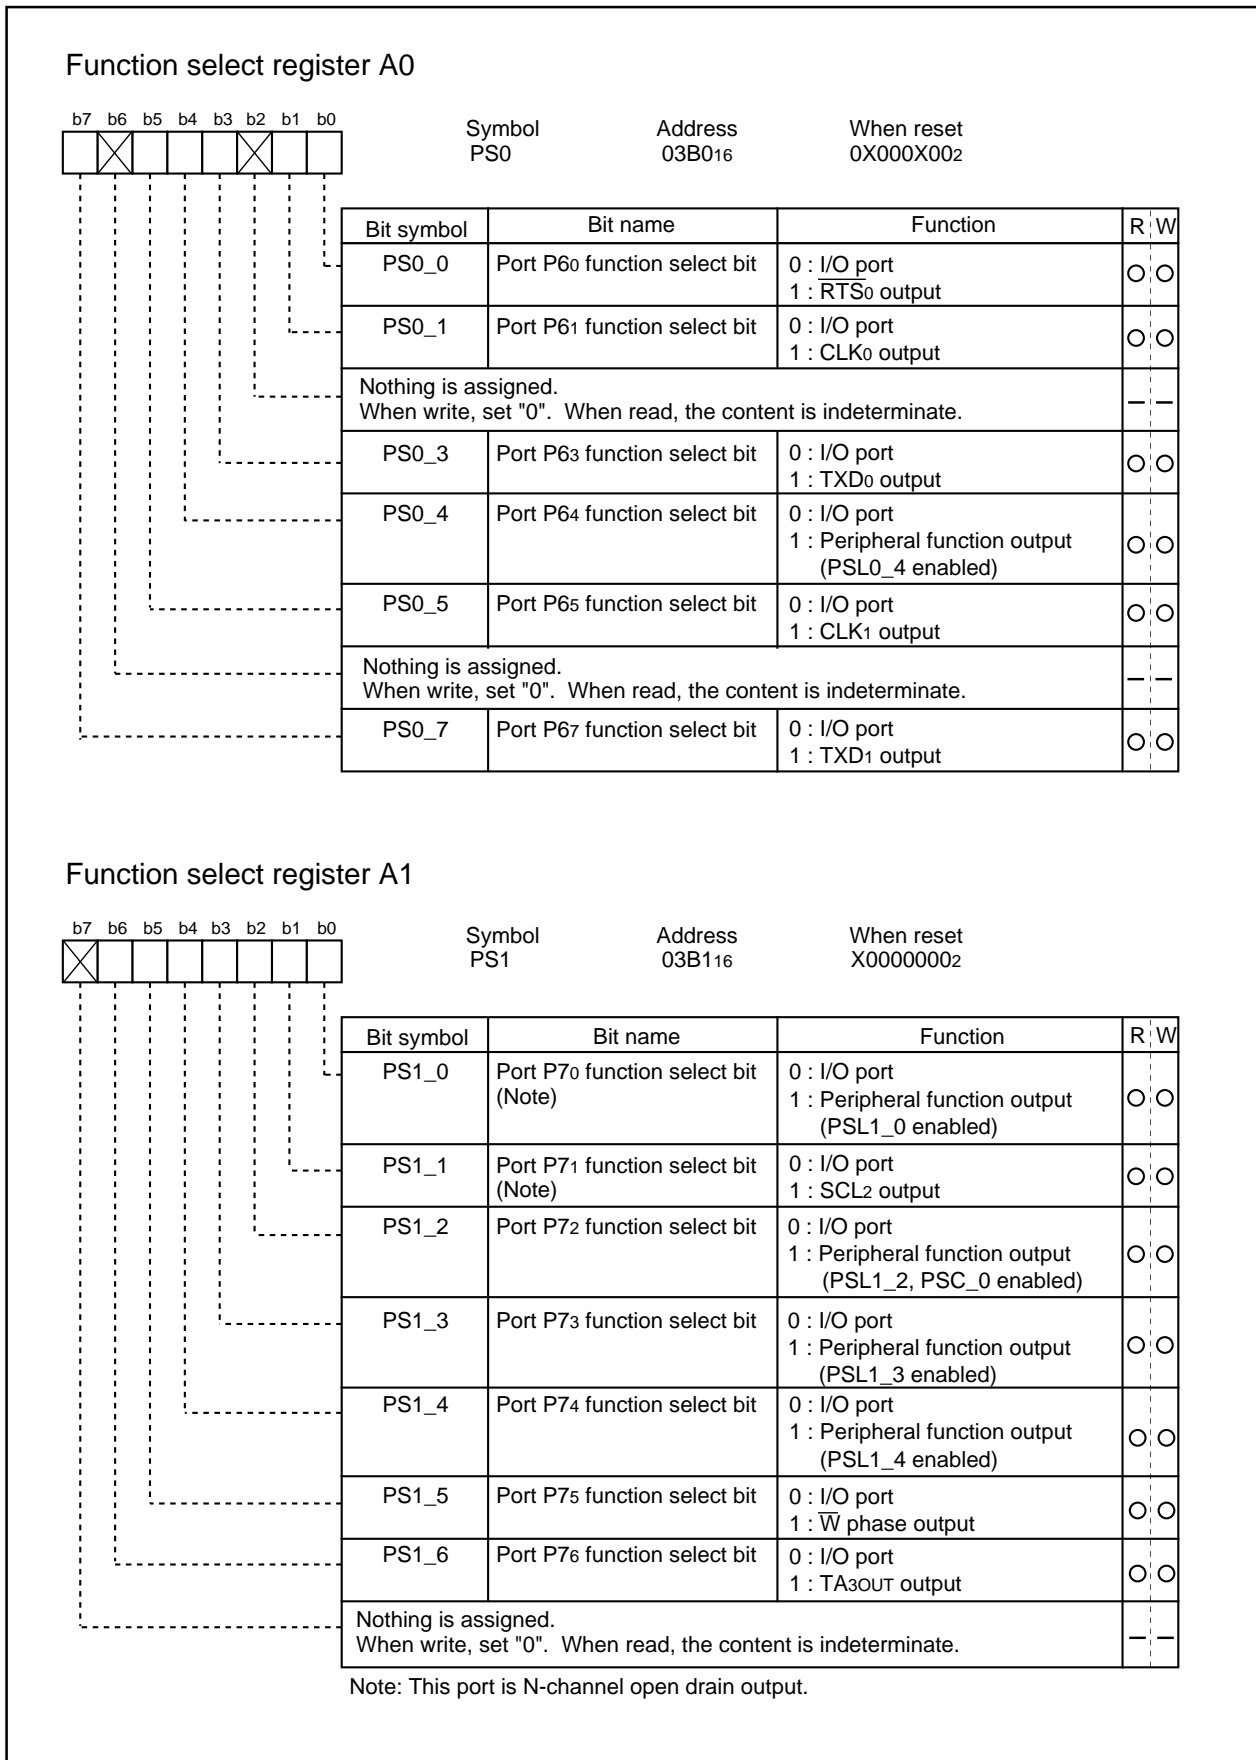 Function select register A0
b7 b6 b5 b4 b3 b2 b1 b0
Symbol Address When reset
PS0 03B016 0X000X002
Bit symbol Bit name Function R W
PS0_0 Port P60 function select bit 0 : I/O port
1 : RTS0 output
PS0_1 Port P61 function select bit 0 : I/O port
1 : CLK0 output
Nothing is assigned.
When write, set "0". When read, the content is indeterminate.
PS0_3 Port P63 function select bit 0 : I/O port
1 : TXD0 output
PS0_4 Port P64 function select bit 0 : I/O port
1 : Peripheral function output
(PSL0_4 enabled)
PS0_5 Port P65 function select bit 0 : I/O port
1 : CLK1 output
Nothing is assigned.
When write, set "0". When read, the content is indeterminate.
PS0_7 Port P67 function select bit 0 : I/O port
1 : TXD1 output
Function select register A1
b7 b6 b5 b4 b3 b2 b1 b0
Symbol Address When reset
PS1 03B116 X00000002
Bit symbol Bit name Function R W
PS1_0 Port P70 function select bit 0 : I/O port
(Note) 1 : Peripheral function output
(PSL1_0 enabled)
PS1_1 Port P71 function select bit 0 : I/O port
(Note) 1 : SCL2 output
PS1_2 Port P72 function select bit 0 : I/O port
1 : Peripheral function output
(PSL1_2, PSC_0 enabled)
PS1_3 Port P73 function select bit 0 : I/O port
1 : Peripheral function output
(PSL1_3 enabled)
PS1_4 Port P74 function select bit 0 : I/O port
1 : Peripheral function output
(PSL1_4 enabled)
PS1_5 Port P75 function select bit 0 : I/O port
1 : W phase output
PS1_6 Port P76 function select bit 0 : I/O port
1 : TA3OUT output
Nothing is assigned.
When write, set "0". When read, the content is indeterminate.
Note: This port is N-channel open drain output.